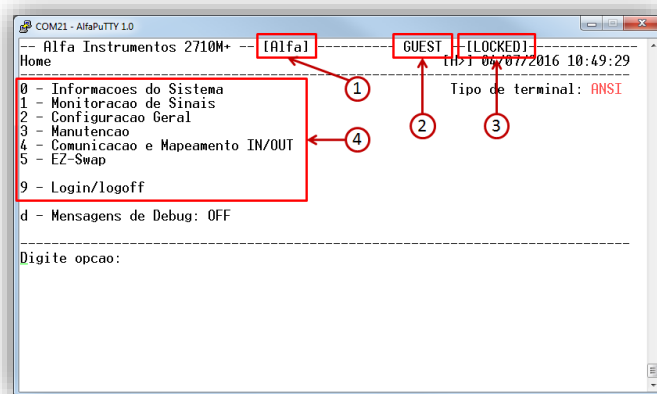 COM21 - AlfaPuTTY 1.0
-- Alfa Instrumentos 2710M+ -- [Alfa] ---------- GUEST --[LOCKED]--------------
Home [H>] 04/07/2016 10:49:29
0 - Informacoes do Sistema ① Tipo de terminal: ANSI
1 - Monitoracao de Sinais
2 - Configuracao Geral ② ③
3 - Manutencao
4 - Comunicacao e Mapeamento IN/OUT ④
5 - EZ-Swap
9 - Login/logoff
d - Mensagens de Debug: OFF
Digite opcao: